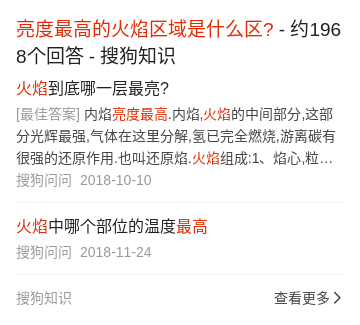 亮度最高的火焰区域是什么区? - 约196
8个回答 - 搜狗知识
火焰到底哪一层最亮?
[最佳答案] 内焰亮度最高.内焰,火焰的中间部分,这部
分光辉最强,气体在这里分解,氢已完全燃烧,游离碳有
很强的还原作用.也叫还原焰.火焰组成:1、焰心,粒…
搜狗问问 2018-10-10
火焰中哪个部位的温度最高
搜狗问问 2018-11-24
搜狗知识 查看更多 >